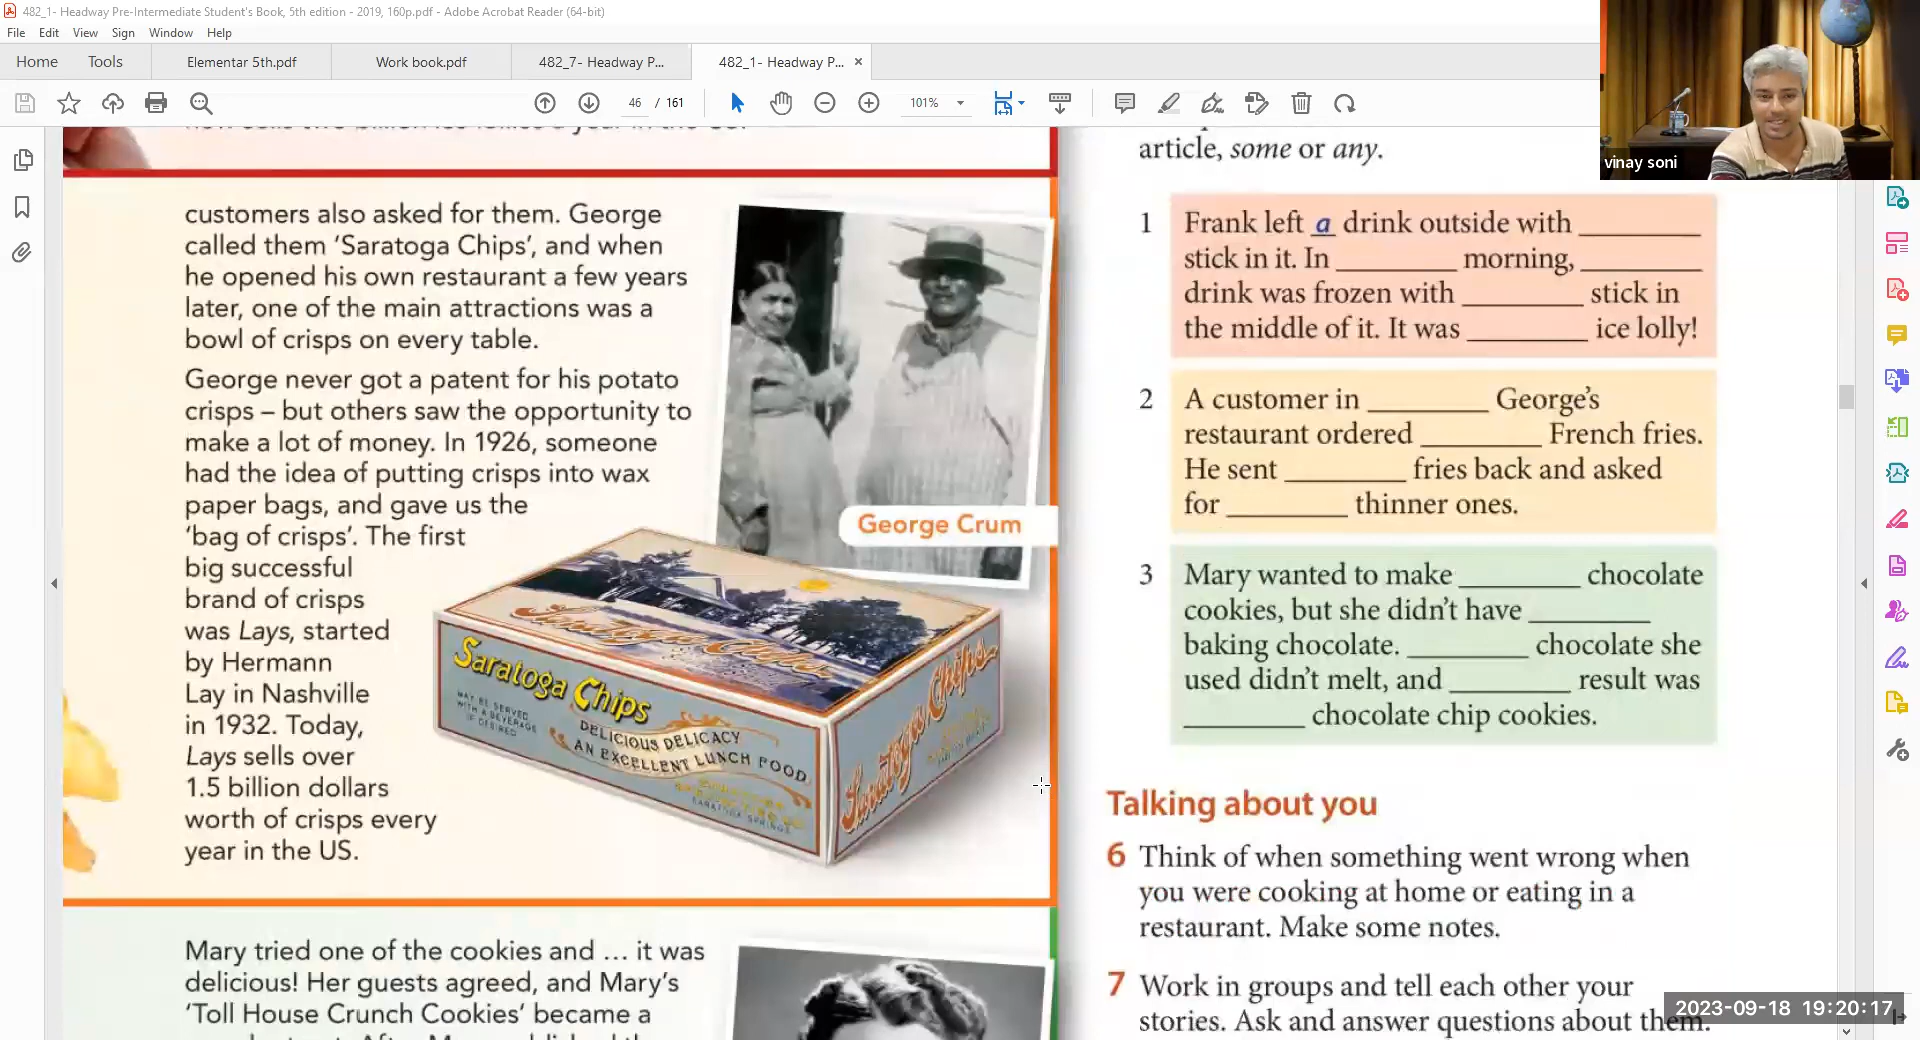 482_1- Headway Pre-Intermediate Student's Book, 5th edition - 2019, 160p.pdf - Adobe Acrobat Reader (64-bit)
File Edit View Sign Window Help
Home Tools Elementar 5th.pdf Work book.pdf 482_7- Headway P... 482_1- Headway P... ×
46 / 161 101%
vinay soni
customers also asked for them. George
called them ‘Saratoga Chips’, and when
he opened his own restaurant a few years
later, one of the main attractions was a
bowl of crisps on every table.
George never got a patent for his potato
crisps – but others saw the opportunity to
make a lot of money. In 1926, someone
had the idea of putting crisps into wax
paper bags, and gave us the
‘bag of crisps’. The first
big successful
brand of crisps
was Lays, started
by Hermann
Lay in Nashville
in 1932. Today,
Lays sells over
1.5 billion dollars
worth of crisps every
year in the US.
George Crum
Saratoga Chips
MAY BE SERVED
WITH A BEVERAGE
IF DESIRED
DELICIOUS DELICACY
AN EXCELLENT LUNCH FOOD
SARATOGA SPRINGS
Saratoga Chips
Saratoga Chips
Mary tried one of the cookies and … it was
delicious! Her guests agreed, and Mary’s
‘Toll House Crunch Cookies’ became a
article, some or any.
1 Frank left a drink outside with ________
stick in it. In ________ morning, ________
drink was frozen with ________ stick in
the middle of it. It was ________ ice lolly!
2 A customer in ________ George’s
restaurant ordered ________ French fries.
He sent ________ fries back and asked
for ________ thinner ones.
3 Mary wanted to make ________ chocolate
cookies, but she didn’t have ________
baking chocolate. ________ chocolate she
used didn’t melt, and ________ result was
________ chocolate chip cookies.
Talking about you
6 Think of when something went wrong when
you were cooking at home or eating in a
restaurant. Make some notes.
7 Work in groups and tell each other your
stories. Ask and answer questions about them.
2023-09-18 19:20:17